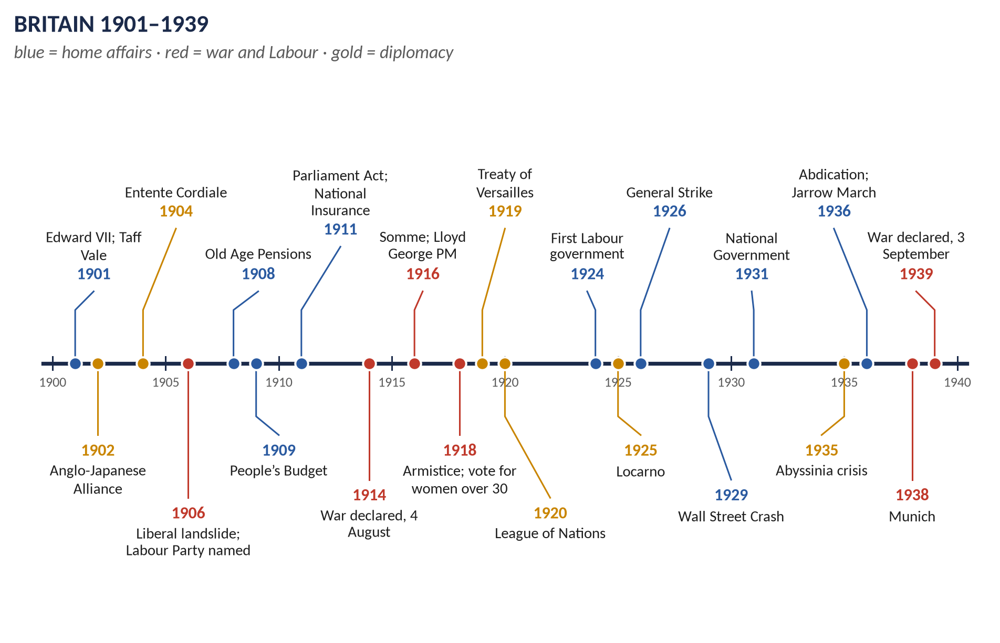 BRITAIN 1901–1939
blue = home affairs · red = war and Labour · gold = diplomacy
Edward VII; Taff
Vale
1901
Entente Cordiale
1904
Old Age Pensions
1908
Parliament Act;
National
Insurance
1911
Somme; Lloyd
George PM
1916
Treaty of
Versailles
1919
First Labour
government
1924
General Strike
1926
National
Government
1931
Abdication;
Jarrow March
1936
War declared, 3
September
1939
1900
1905
1910
1915
1920
1925
1930
1935
1940
1902
Anglo-Japanese
Alliance
1906
Liberal landslide;
Labour Party named
1909
People’s Budget
1914
War declared, 4
August
1918
Armistice; vote for
women over 30
1920
League of Nations
1925
Locarno
1929
Wall Street Crash
1935
Abyssinia crisis
1938
Munich